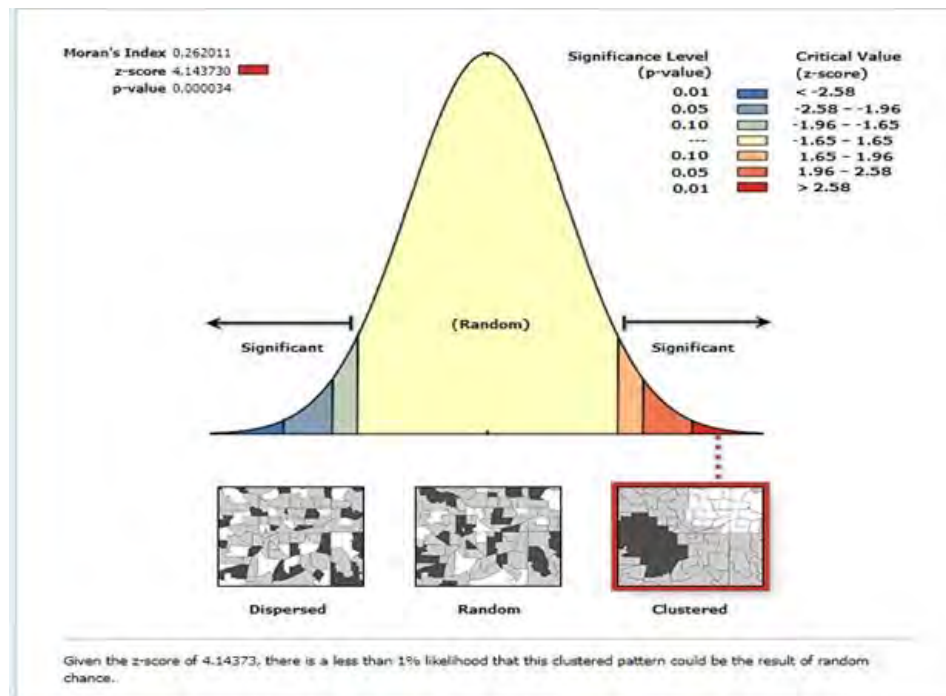 Moran's Index 0.262011
z-score 4.143730
p-value 0.000034
Significance Level Critical Value
(p-value) (z-score)
0.01 < -2.58
0.05 -2.58 - -1.96
0.10 -1.96 - -1.65
--- -1.65 - 1.65
0.10 1.65 - 1.96
0.05 1.96 - 2.58
0.01 > 2.58
(Random)
Significant Significant
Dispersed Random Clustered
Given the z-score of 4.14373, there is a less than 1% likelihood that this clustered pattern could be the result of random
chance.